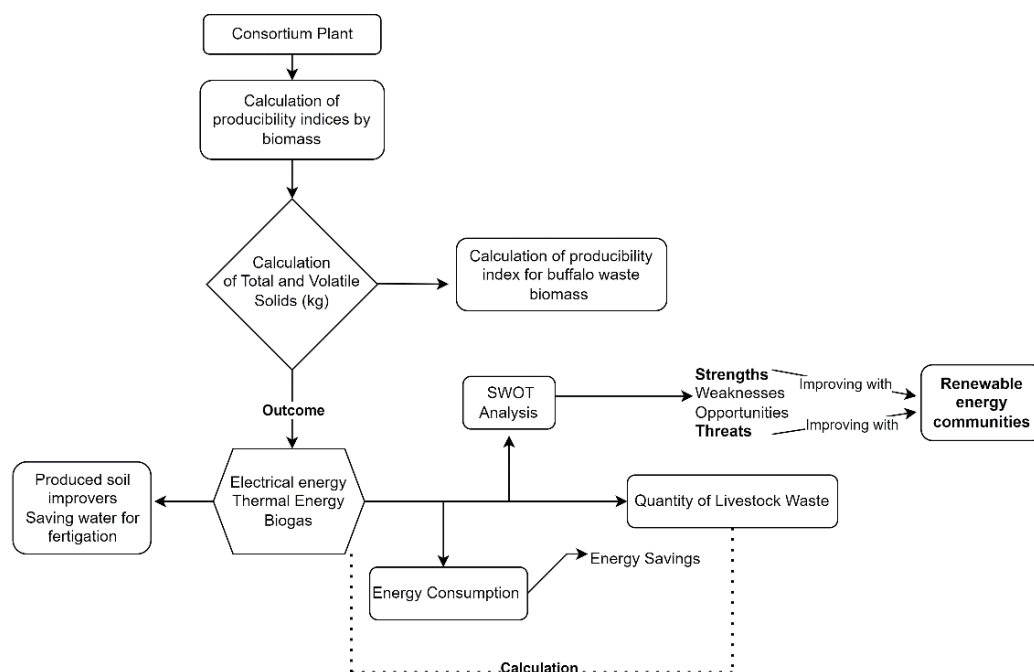 Consortium Plant
Calculation of
producibility indices by
biomass
Calculation
of Total and Volatile
Solids (kg)
Calculation of producibility
index for buffalo waste
biomass
Outcome
SWOT
Analysis
Strengths
Weaknesses
Opportunities
Threats
Improving with
Improving with
Renewable
energy
communities
Produced soil
improvers
Saving water for
fertigation
Electrical energy
Thermal Energy
Biogas
Quantity of Livestock Waste
Energy Consumption
Energy Savings
Calculation